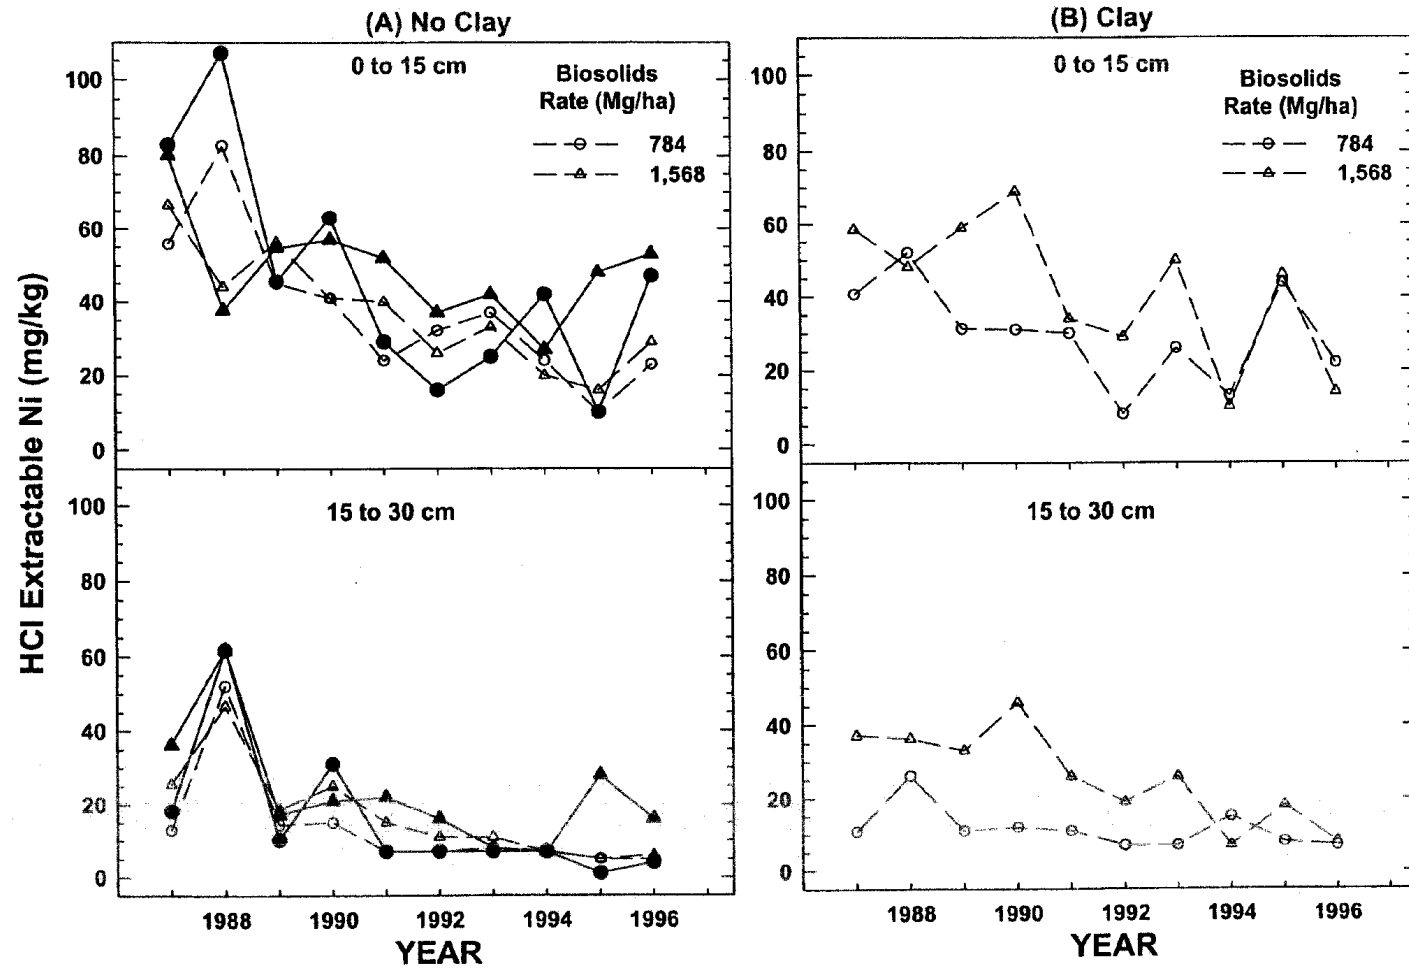 (A) No Clay
(B) Clay
0 to 15 cm
Biosolids
Rate (Mg/ha)
784
1,568
100
80
60
40
20
0
0 to 15 cm
Biosolids
Rate (Mg/ha)
784
1,568
100
80
60
40
20
0
HCl Extractable Ni (mg/kg)
15 to 30 cm
100
80
60
40
20
0
1988 1990 1992 1994 1996
YEAR
15 to 30 cm
100
80
60
40
20
0
1988 1990 1992 1994 1996
YEAR